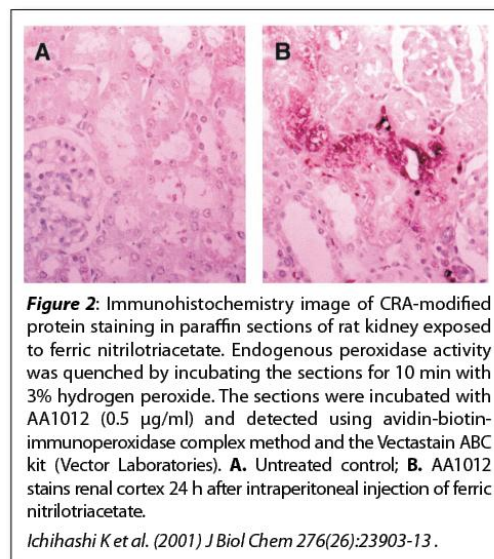 A
B
Figure 2: Immunohistochemistry image of CRA-modified
protein staining in paraffin sections of rat kidney exposed
to ferric nitrilotriacetate. Endogenous peroxidase activity
was quenched by incubating the sections for 10 min with
3% hydrogen peroxide. The sections were incubated with
AA1012 (0.5 μg/ml) and detected using avidin-biotin-
immunoperoxidase complex method and the Vectastain ABC
kit (Vector Laboratories). A. Untreated control; B. AA1012
stains renal cortex 24 h after intraperitoneal injection of ferric
nitrilotriacetate.
Ichihashi K et al. (2001) J Biol Chem 276(26):23903-13 .